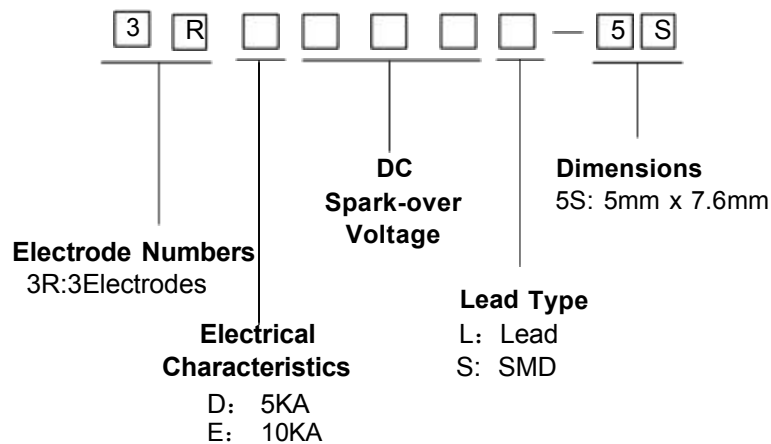 3 R — 5 S
DC
Spark-over
Voltage
Dimensions
5S: 5mm x 7.6mm
Electrode Numbers
3R:3Electrodes
Lead Type
L：Lead
S: SMD
Electrical
Characteristics
D： 5KA
E： 10KA